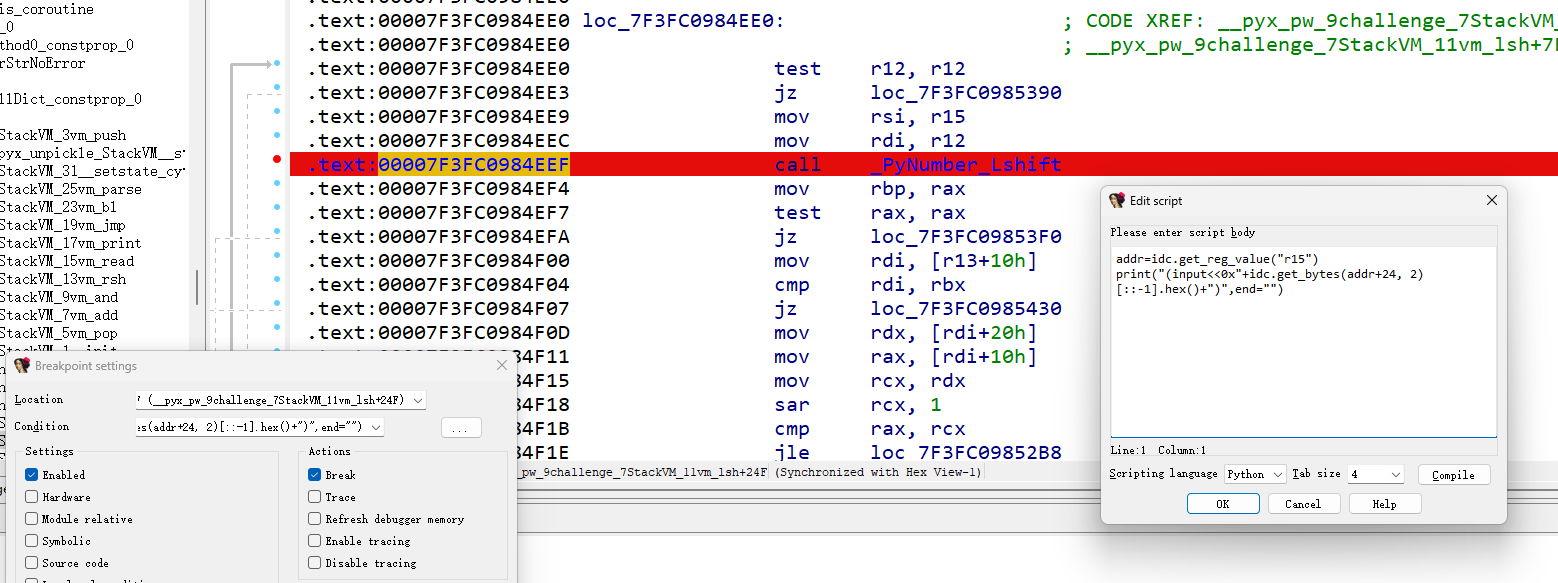 is_coroutine
_0
thod0_constprop_0
rStrNoError
11Dict_constprop_0
StackVM_3vm_push
pyx_unpickle_StackVM__s
StackVM_31__setstate_cy
StackVM_25vm_parse
StackVM_23vm_bl
StackVM_19vm_jmp
StackVM_17vm_print
StackVM_15vm_read
StackVM_13vm_rsh
StackVM_9vm_and
StackVM_7vm_add
StackVM_5vm_pop
.text:00007F3FC0984EE0
.text:00007F3FC0984EE0 loc_7F3FC0984EE0: ; CODE XREF: __pyx_pw_9challenge_7StackVM_
.text:00007F3FC0984EE0 ; __pyx_pw_9challenge_7StackVM_11vm_lsh+7
.text:00007F3FC0984EE0 test r12, r12
.text:00007F3FC0984EE3 jz loc_7F3FC0985390
.text:00007F3FC0984EE9 mov rsi, r15
.text:00007F3FC0984EEC mov rdi, r12
.text:00007F3FC0984EEF call _PyNumber_Lshift
.text:00007F3FC0984EF4 mov rbp, rax
.text:00007F3FC0984EF7 test rax, rax
.text:00007F3FC0984EFA jz loc_7F3FC09853F0
.text:00007F3FC0984F00 mov rdi, [r13+10h]
.text:00007F3FC0984F04 cmp rdi, rbx
.text:00007F3FC0984F07 jz loc_7F3FC0985430
.text:00007F3FC0984F0D mov rdx, [rdi+20h]
84F11 mov rax, [rdi+10h]
84F15 mov rcx, rdx
84F18 sar rcx, 1
84F1B cmp rax, rcx
84F1E jle loc_7F3FC09852B8
_pw_9challenge_7StackVM_11vm_lsh+24F (Synchronized with Hex View-1)
Breakpoint settings
Location
(__pyx_pw_9challenge_7StackVM_11vm_lsh+24F)
Condition
es(addr+24, 2)[::-1].hex()+")",end="")
...
Settings
Enabled
Hardware
Module relative
Symbolic
Source code
Actions
Break
Trace
Refresh debugger memory
Enable tracing
Disable tracing
Edit script
Please enter script body
addr=idc.get_reg_value("r15")
print("(input<<0x"+idc.get_bytes(addr+24, 2)
[::-1].hex()+")",end="")
Line:1 Column:1
Scripting language Python Tab size 4 Compile
OK Cancel Help